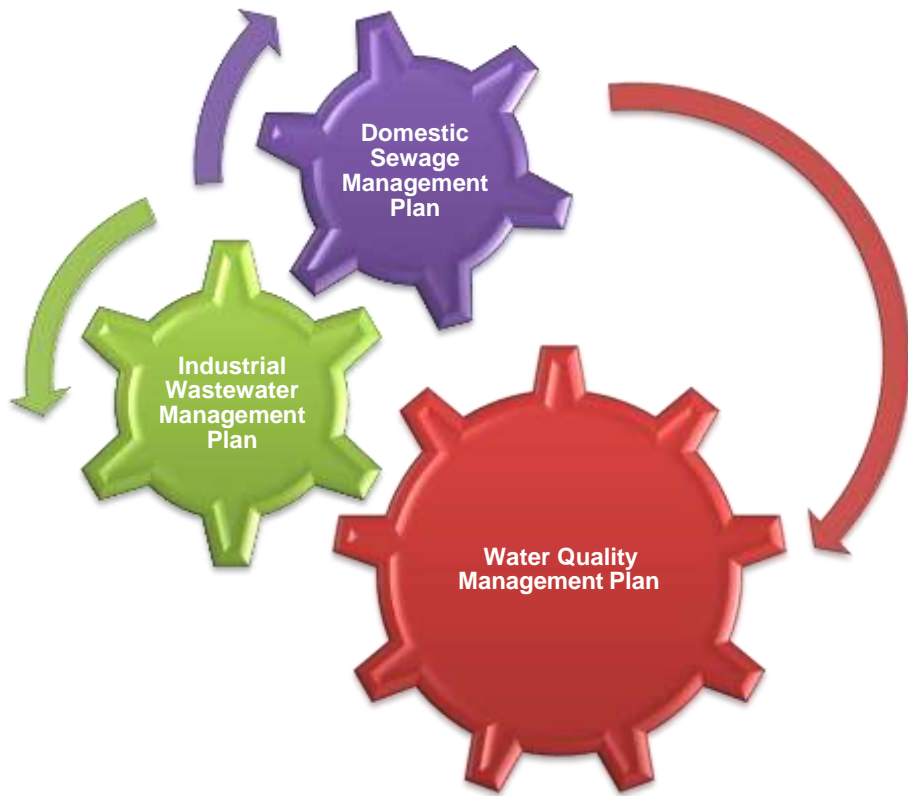 Domestic
Sewage
Management
Plan
Industrial
Wastewater
Management
Plan
Water Quality
Management Plan